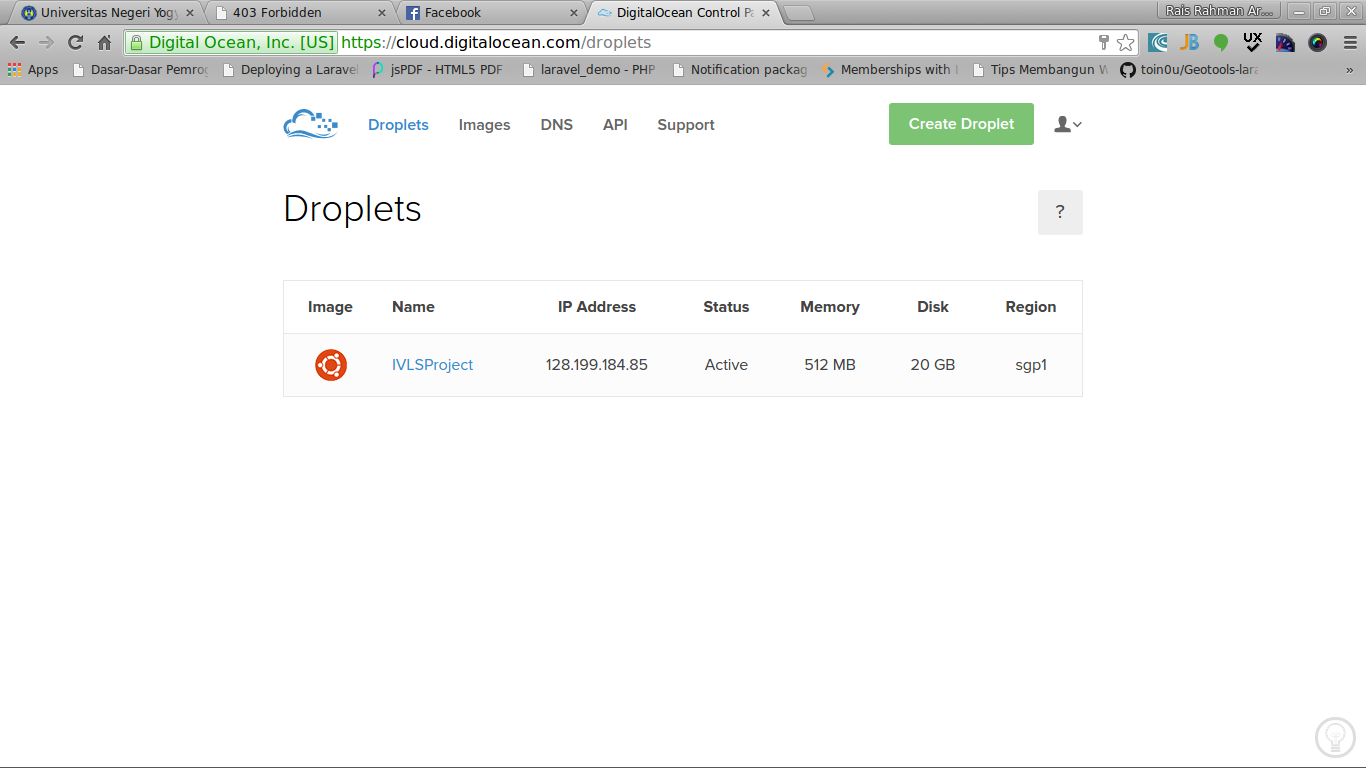 Universitas Negeri Yogy
403 Forbidden
Facebook
DigitalOcean Control Pa
Rais Rahman Ar...
Digital Ocean, Inc. [US] https://cloud.digitalocean.com/droplets
JB
UX
Apps
Dasar-Dasar Pemrog
Deploying a Laravel
jsPDF - HTML5 PDF
laravel_demo - PHP
Notification packag
Memberships with
Tips Membangun W
toin0u/Geotools-lara
»
Droplets Images DNS API Support
Create Droplet
Droplets
?
Image Name IP Address Status Memory Disk Region
IVLSProject 128.199.184.85 Active 512 MB 20 GB sgp1